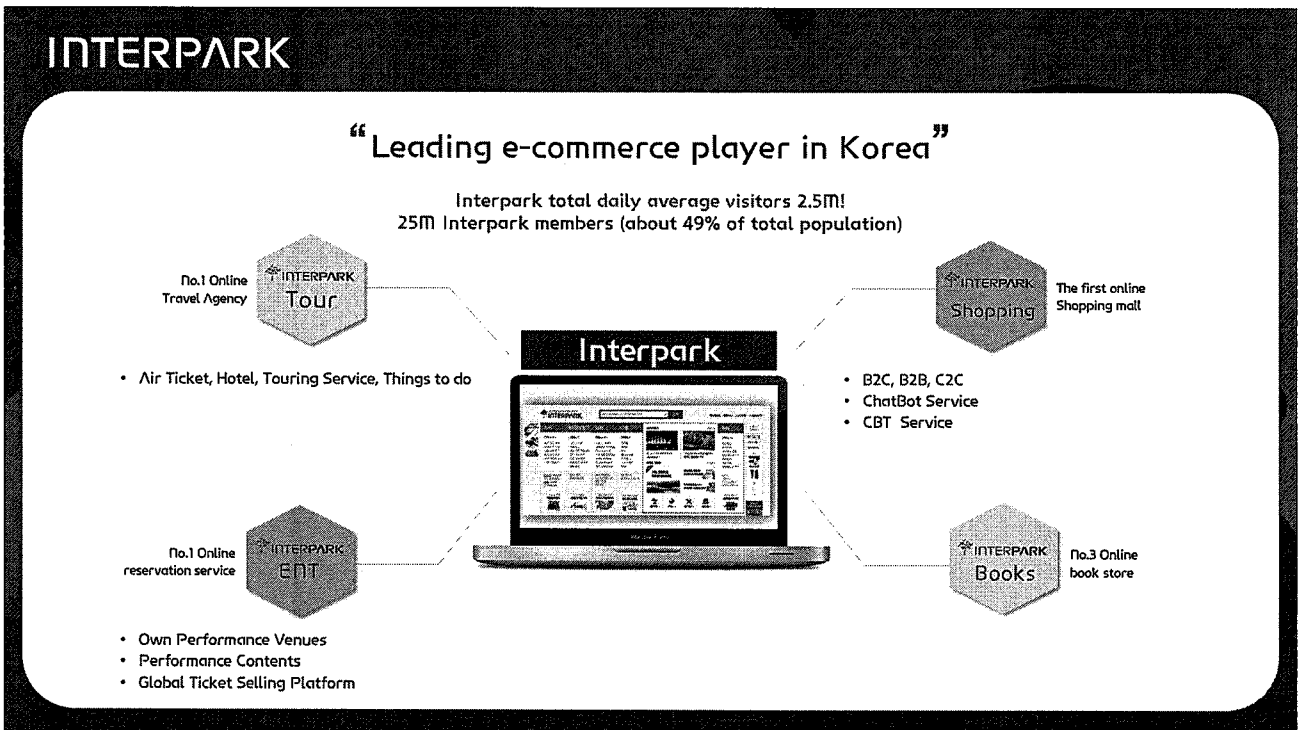 INTERPARK
“Leading e-commerce player in Korea”
Interpark total daily average visitors 2.5M!
25M Interpark members (about 49% of total population)
No.1 Online
Travel Agency
INTERPARK
Tour
• Air Ticket, Hotel, Touring Service, Things to do
INTERPARK
Shopping
The first online
Shopping mall
• B2C, B2B, C2C
• ChatBot Service
• CBT Service
Interpark
INTERPARK
No.1 Online
reservation service
INTERPARK
ENT
• Own Performance Venues
• Performance Contents
• Global Ticket Selling Platform
INTERPARK
Books
No.3 Online
book store